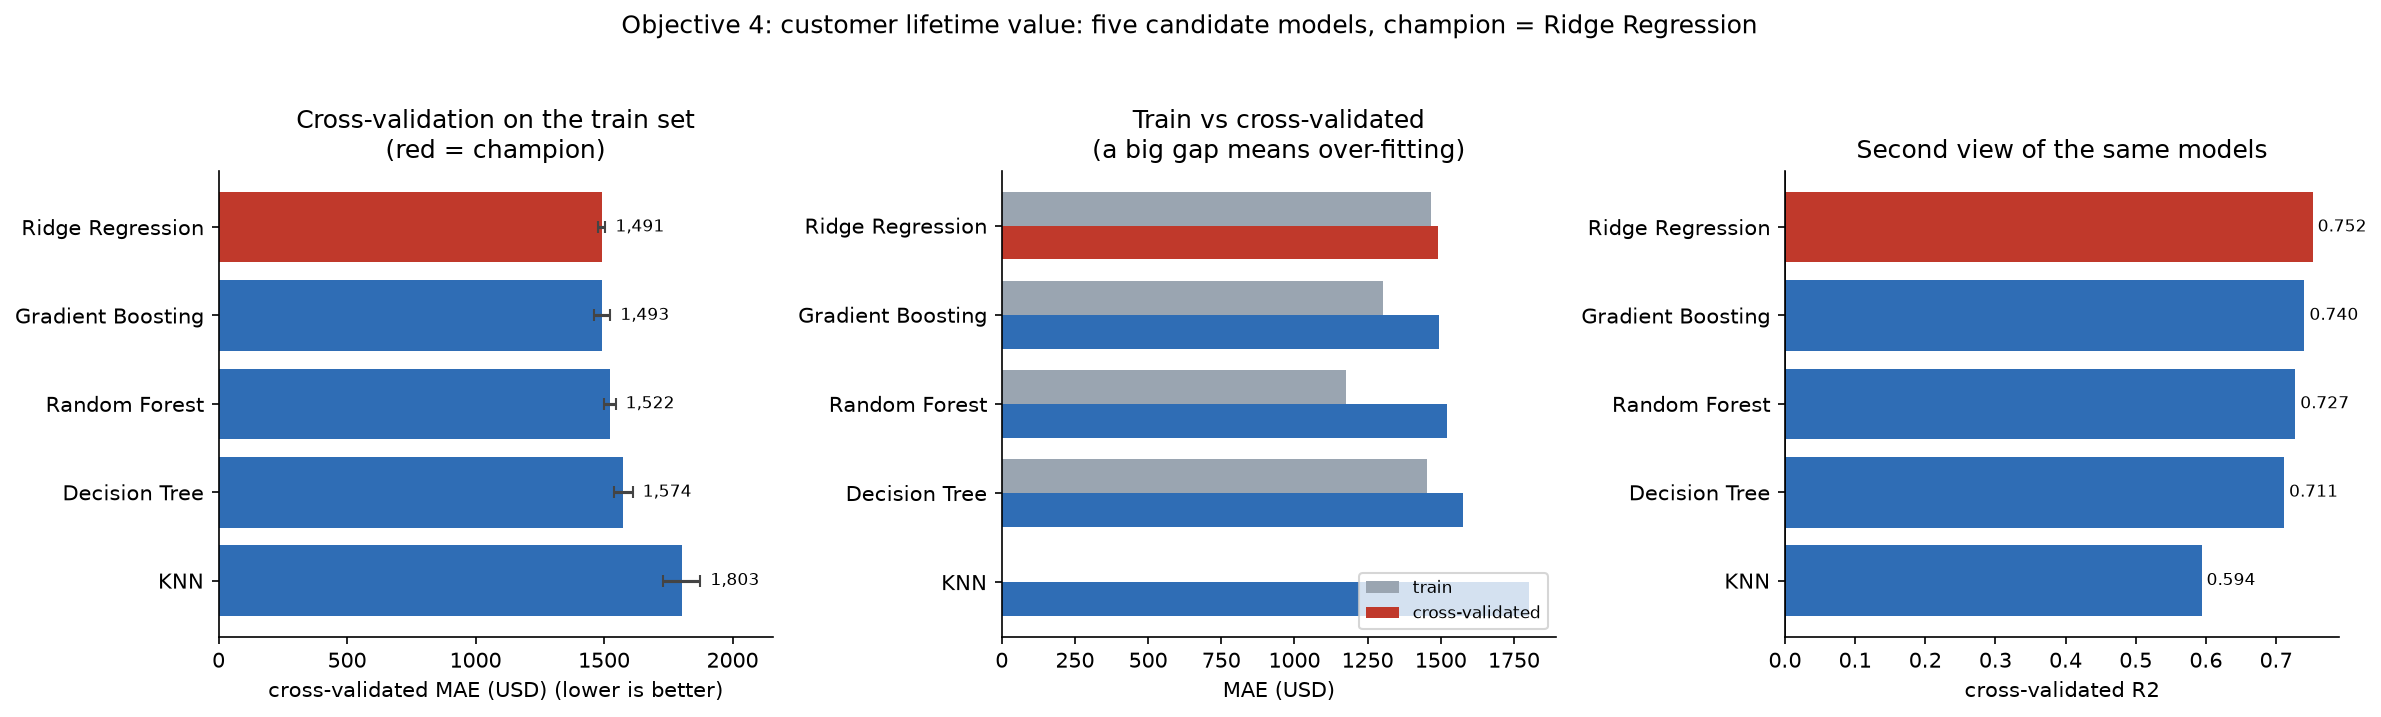 Objective 4: customer lifetime value: five candidate models, champion = Ridge Regression
Cross-validation on the train set
(red = champion)
Ridge Regression
Gradient Boosting
Random Forest
Decision Tree
KNN
1,491
1,493
1,522
1,574
1,803
0 500 1000 1500 2000
cross-validated MAE (USD) (lower is better)
Train vs cross-validated
(a big gap means over-fitting)
Ridge Regression
Gradient Boosting
Random Forest
Decision Tree
KNN
train
cross-validated
0 250 500 750 1000 1250 1500 1750
MAE (USD)
Second view of the same models
Ridge Regression
Gradient Boosting
Random Forest
Decision Tree
KNN
0.752
0.740
0.727
0.711
0.594
0.0 0.1 0.2 0.3 0.4 0.5 0.6 0.7
cross-validated R2